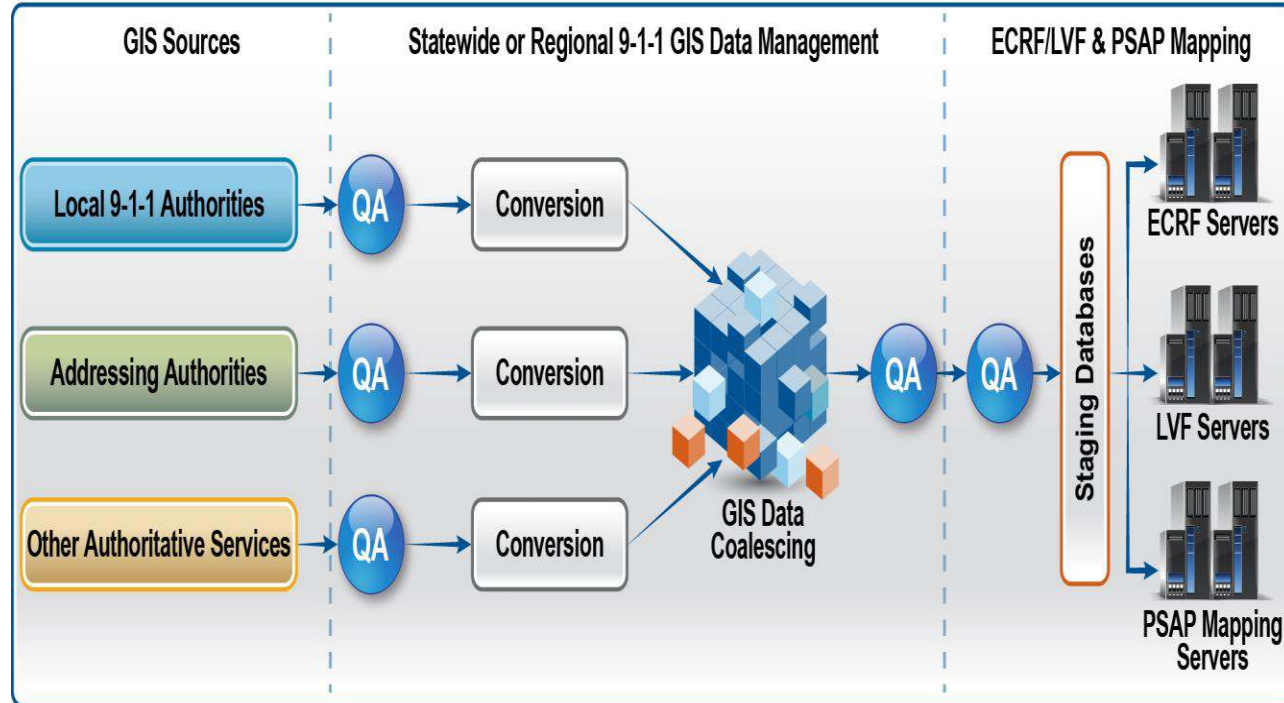 GIS Sources
Statewide or Regional 9-1-1 GIS Data Management
ECRF/LVF & PSAP Mapping
Local 9-1-1 Authorities
QA
Conversion
ECRF Servers
Addressing Authorities
QA
Conversion
QA
QA
Staging Databases
LVF Servers
Other Authoritative Services
QA
Conversion
GIS Data
Coalescing
PSAP Mapping
Servers